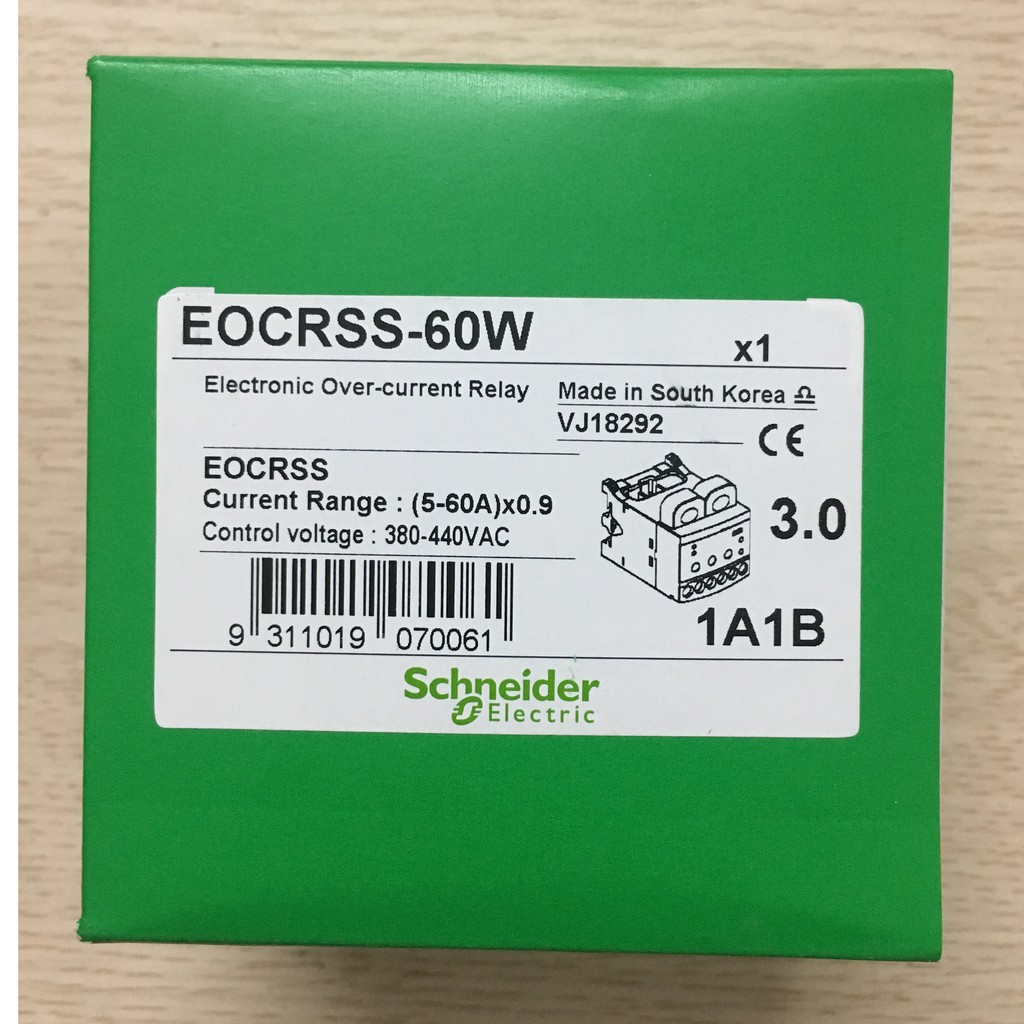 EOCRSS-60W
x1
Electronic Over-current Relay
Made in South Korea
VJ18292
CE
EOCRSS
Current Range : (5-60A)x0.9
Control voltage : 380-440VAC
3.0
9 311019 070061
1A1B
Schneider
Electric